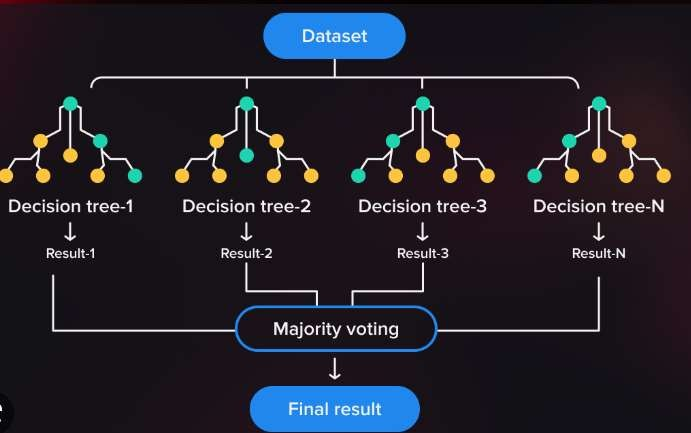 Dataset
Decision tree-1
Decision tree-2
Decision tree-3
Decision tree-N
Result-1
Result-2
Result-3
Result-N
Majority voting
Final result